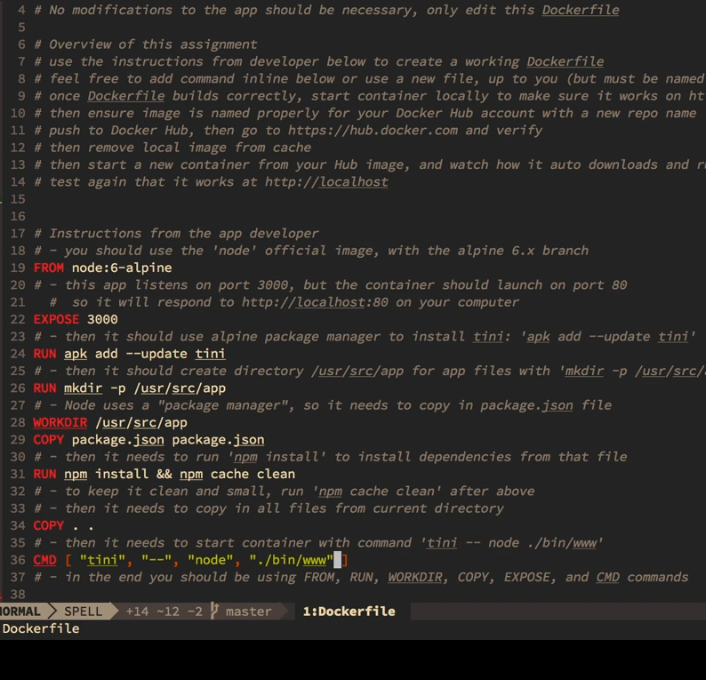 4 # No modifications to the app should be necessary, only edit this Dockerfile
5
6 # Overview of this assignment
7 # use the instructions from developer below to create a working Dockerfile
8 # feel free to add command inline below or use a new file, up to you (but must be named
9 # once Dockerfile builds correctly, start container locally to make sure it works on ht
10 # then ensure image is named properly for your Docker Hub account with a new repo name
11 # push to Docker Hub, then go to https://hub.docker.com and verify
12 # then remove local image from cache
13 # then start a new container from your Hub image, and watch how it auto downloads and r
14 # test again that it works at http://localhost
15
16
17 # Instructions from the app developer
18 # - you should use the 'node' official image, with the alpine 6.x branch
19 FROM node:6-alpine
20 # - this app listens on port 3000, but the container should launch on port 80
21 # so it will respond to http://localhost:80 on your computer
22 EXPOSE 3000
23 # - then it should use alpine package manager to install tini: 'apk add --update tini'
24 RUN apk add --update tini
25 # - then it should create directory /usr/src/app for app files with 'mkdir -p /usr/src/
26 RUN mkdir -p /usr/src/app
27 # - Node uses a "package manager", so it needs to copy in package.json file
28 WORKDIR /usr/src/app
29 COPY package.json package.json
30 # - then it needs to run 'npm install' to install dependencies from that file
31 RUN npm install && npm cache clean
32 # - to keep it clean and small, run 'npm cache clean' after above
33 # - then it needs to copy in all files from current directory
34 COPY . .
35 # - then it needs to start container with command 'tini -- node ./bin/www'
36 CMD [ "tini", "--", "node", "./bin/www" ]
37 # - in the end you should be using FROM, RUN, WORKDIR, COPY, EXPOSE, and CMD commands
38
ORMAL SPELL +14 ~12 -2 master 1:Dockerfile
Dockerfile